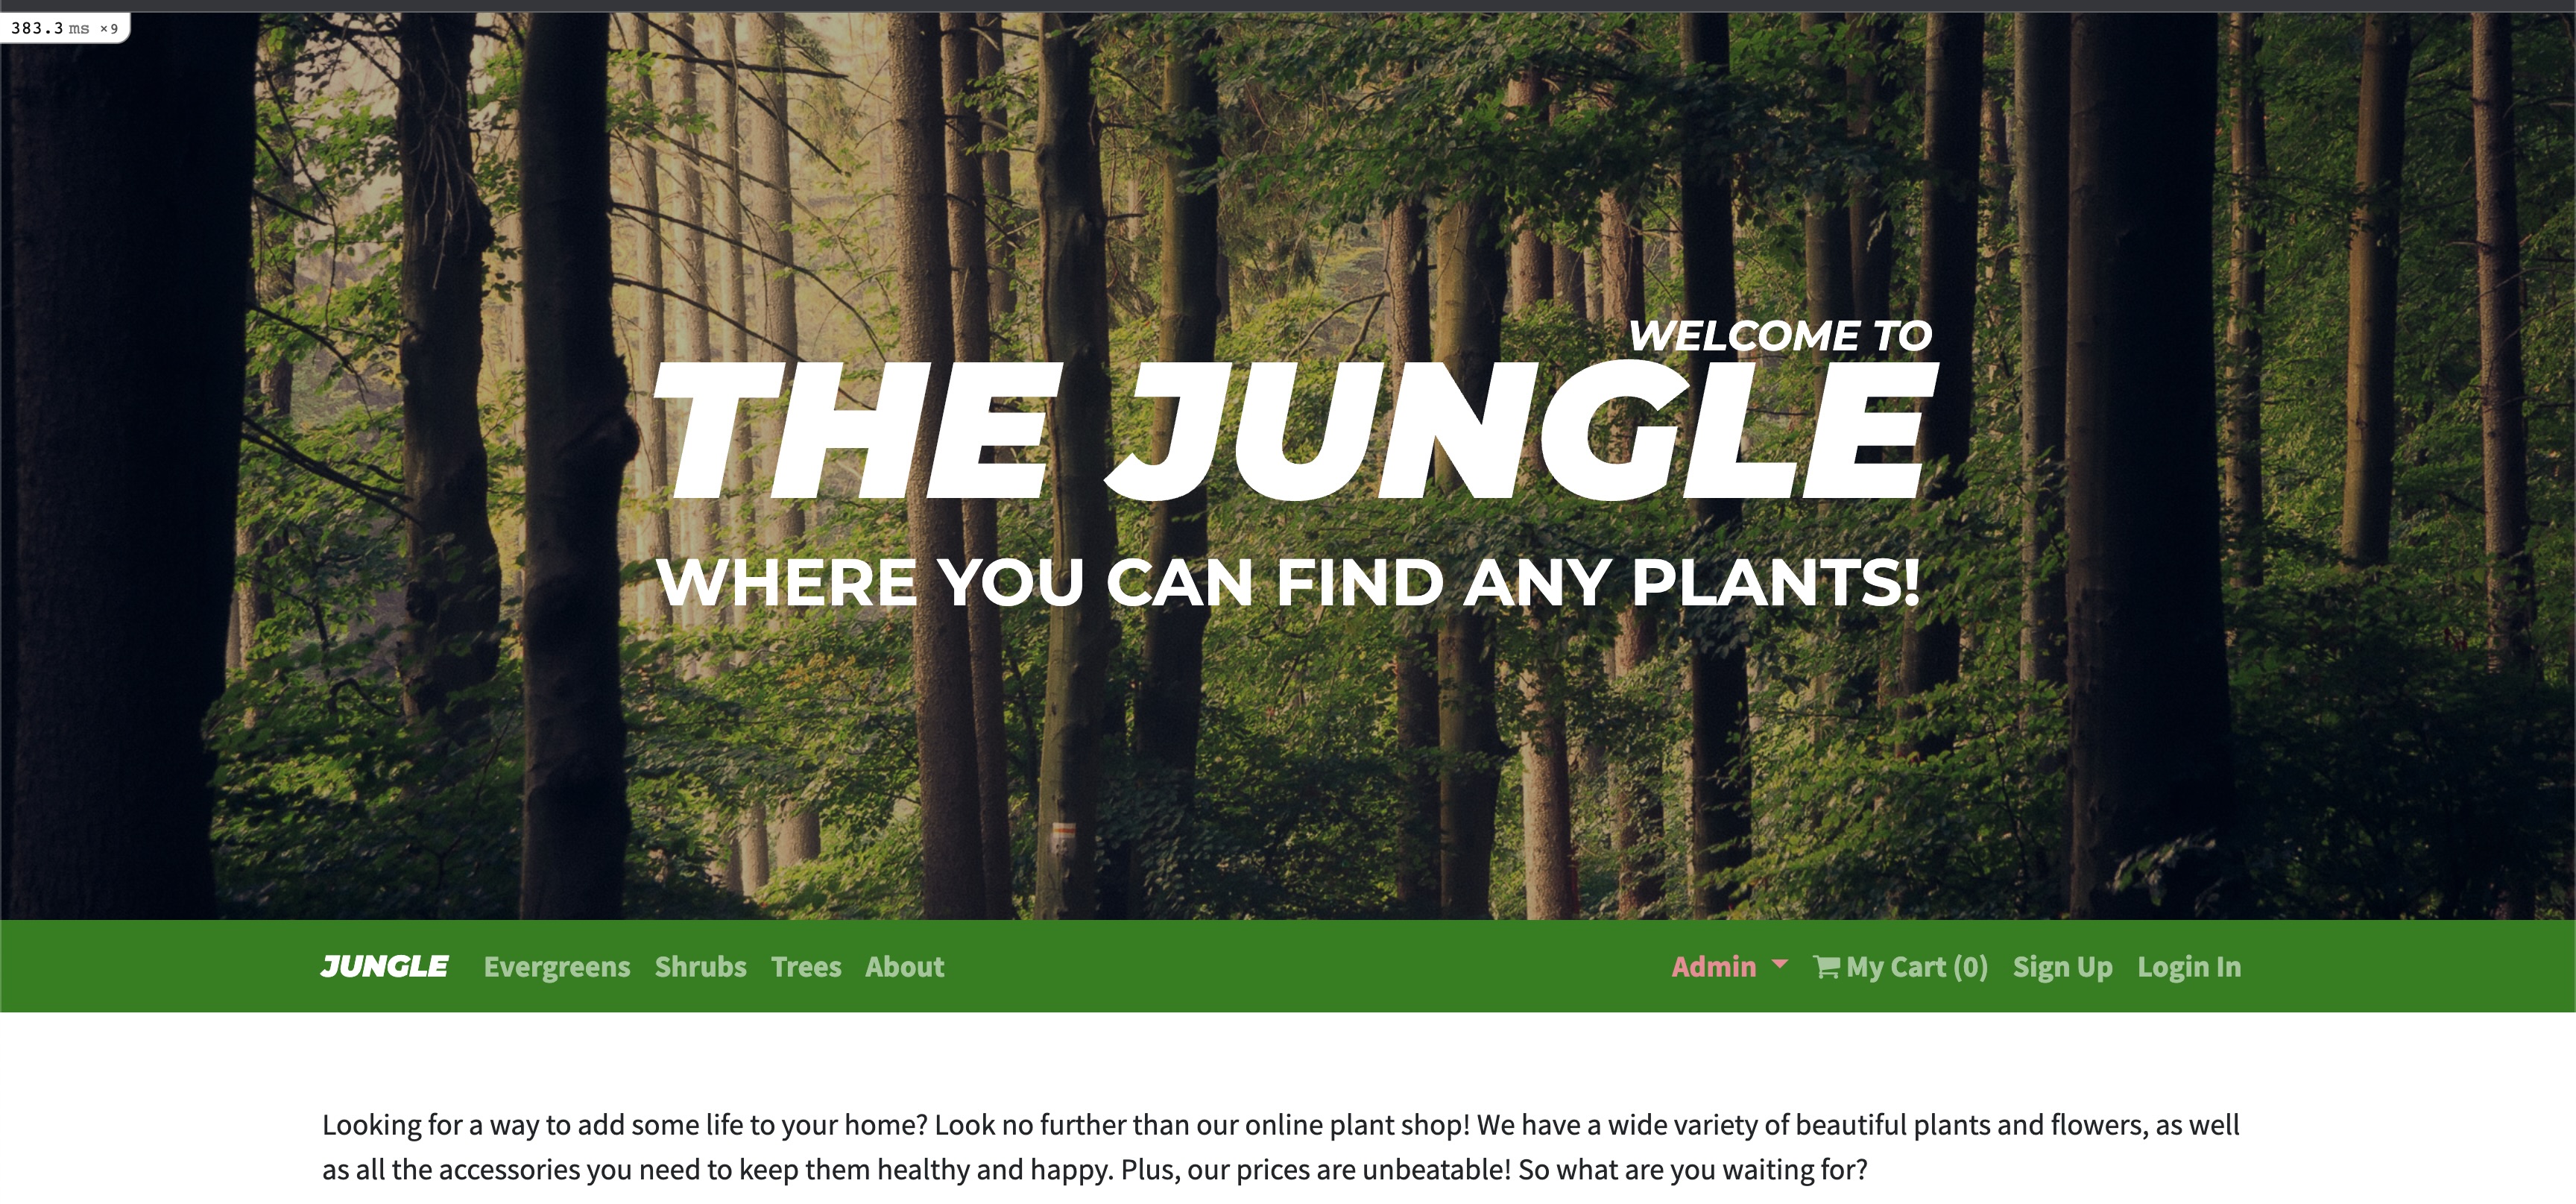 383.3 ms ×9
WELCOME TO
THE JUNGLE
WHERE YOU CAN FIND ANY PLANTS!
JUNGLE Evergreens Shrubs Trees About Admin My Cart (0) Sign Up Login In
Looking for a way to add some life to your home? Look no further than our online plant shop! We have a wide variety of beautiful plants and flowers, as well
as all the accessories you need to keep them healthy and happy. Plus, our prices are unbeatable! So what are you waiting for?